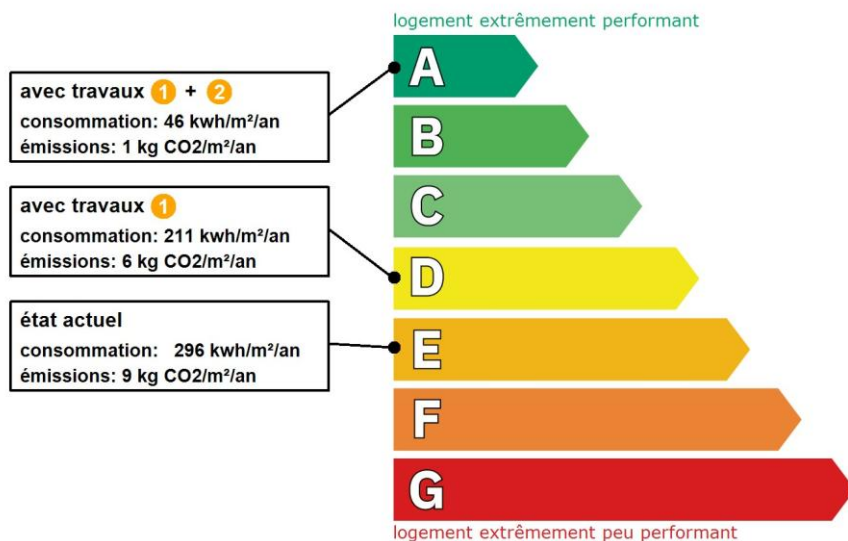 logement extrêmement performant
avec travaux 1 + 2
consommation: 46 kwh/m²/an
émissions: 1 kg CO2/m²/an
avec travaux 1
consommation: 211 kwh/m²/an
émissions: 6 kg CO2/m²/an
état actuel
consommation: 296 kwh/m²/an
émissions: 9 kg CO2/m²/an
A
B
C
D
E
F
G
logement extrêmement peu performant